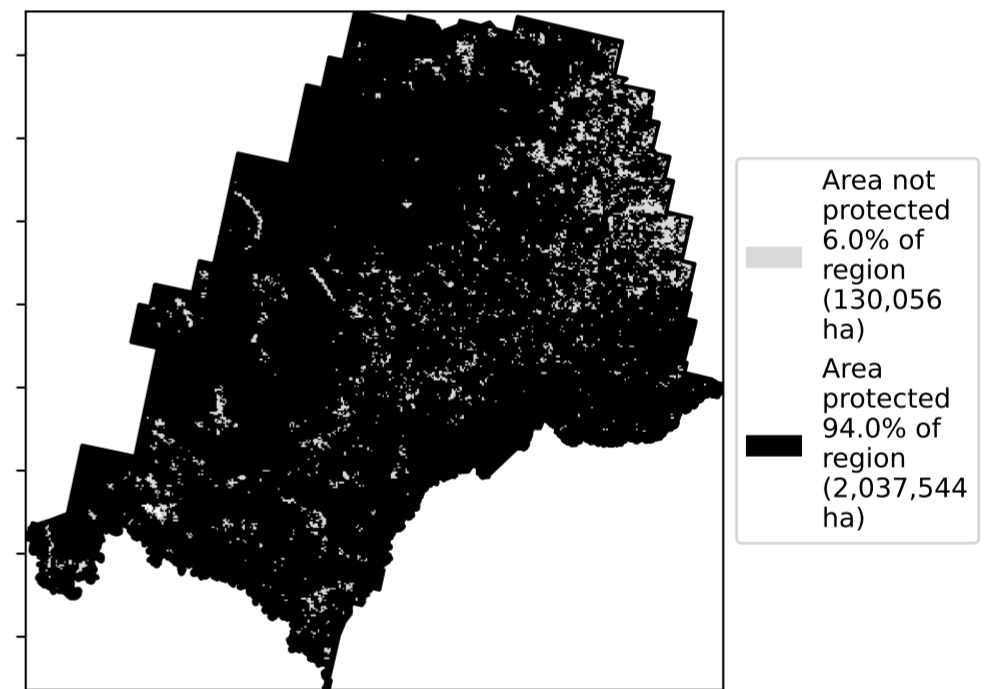 Area not
protected
6.0% of
region
(130,056
ha)
Area
protected
94.0% of
region
(2,037,544
ha)